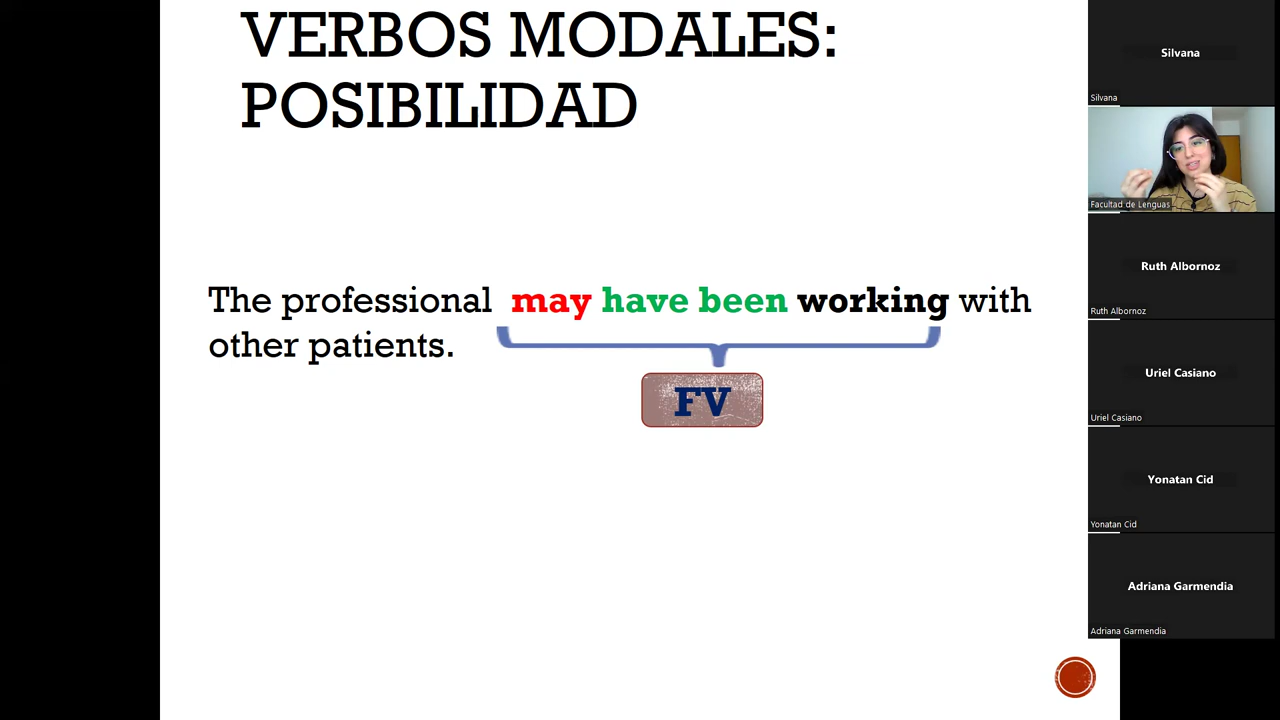 VERBOS MODALES:
POSIBILIDAD
The professional may have been working with
other patients.
FV
Silvana
Silvana
Facultad de Lenguas
Ruth Albornoz
Ruth Albornoz
Uriel Casiano
Uriel Casiano
Yonatan Cid
Yonatan Cid
Adriana Garmendia
Adriana Garmendia